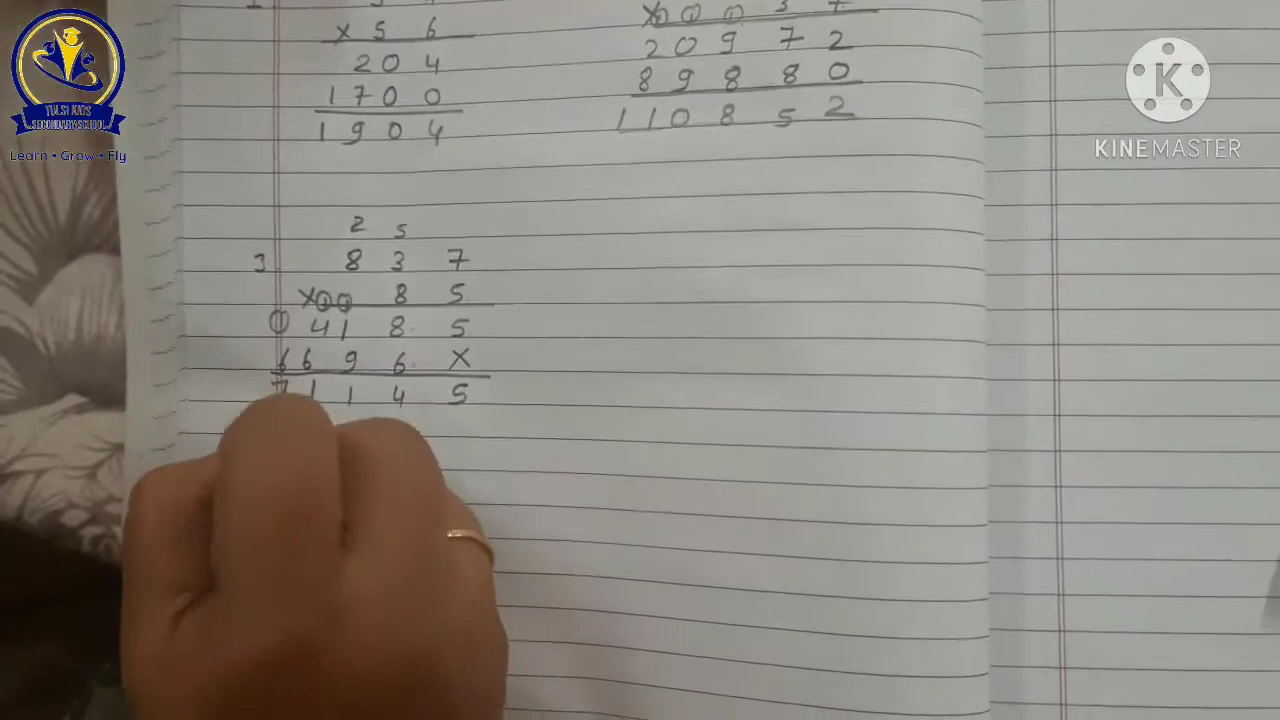 x 5 6
2 0 4
1 7 0 0
1 9 0 4
2 0 9 7 2
8 9 8 8 0
1 1 0 8 5 2
2 5
3 8 3 7
X 8 5
4 1 8 5
6 6 9 6 X
7 1 1 4 5
TULSI KIDS
SECONDARY SCHOOL
Learn • Grow • Fly
K
KINEMASTER